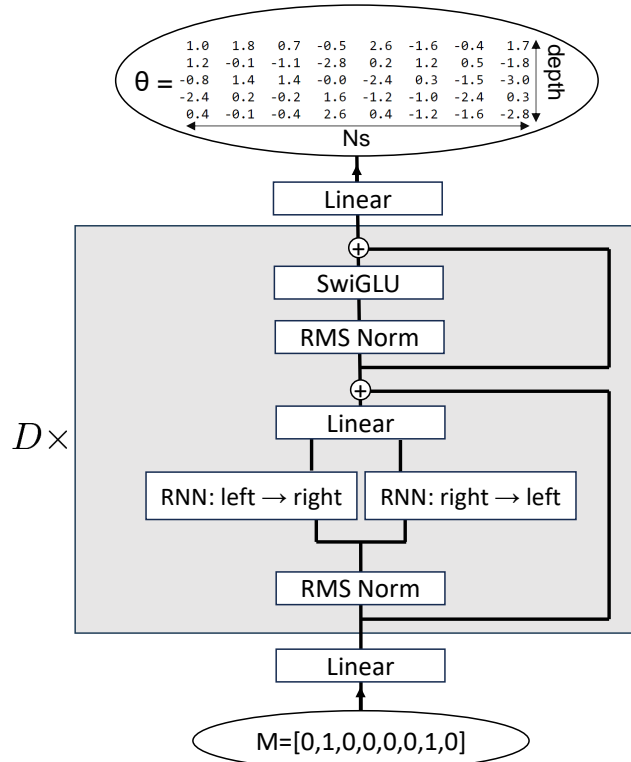 1.0 1.8 0.7 -0.5 2.6 -1.6 -0.4 1.7
1.2 -0.1 -1.1 -2.8 0.2 1.2 0.5 -1.8
θ = -0.8 1.4 1.4 -0.0 -2.4 0.3 -1.5 -3.0
-2.4 0.2 -0.2 1.6 -1.2 -1.0 -2.4 0.3
0.4 -0.1 -0.4 2.6 0.4 -1.2 -1.6 -2.8
depth
Ns
Linear
+
SwiGLU
RMS Norm
+
Linear
D×
RNN: left → right
RNN: right → left
RMS Norm
Linear
M=[0,1,0,0,0,0,1,0]